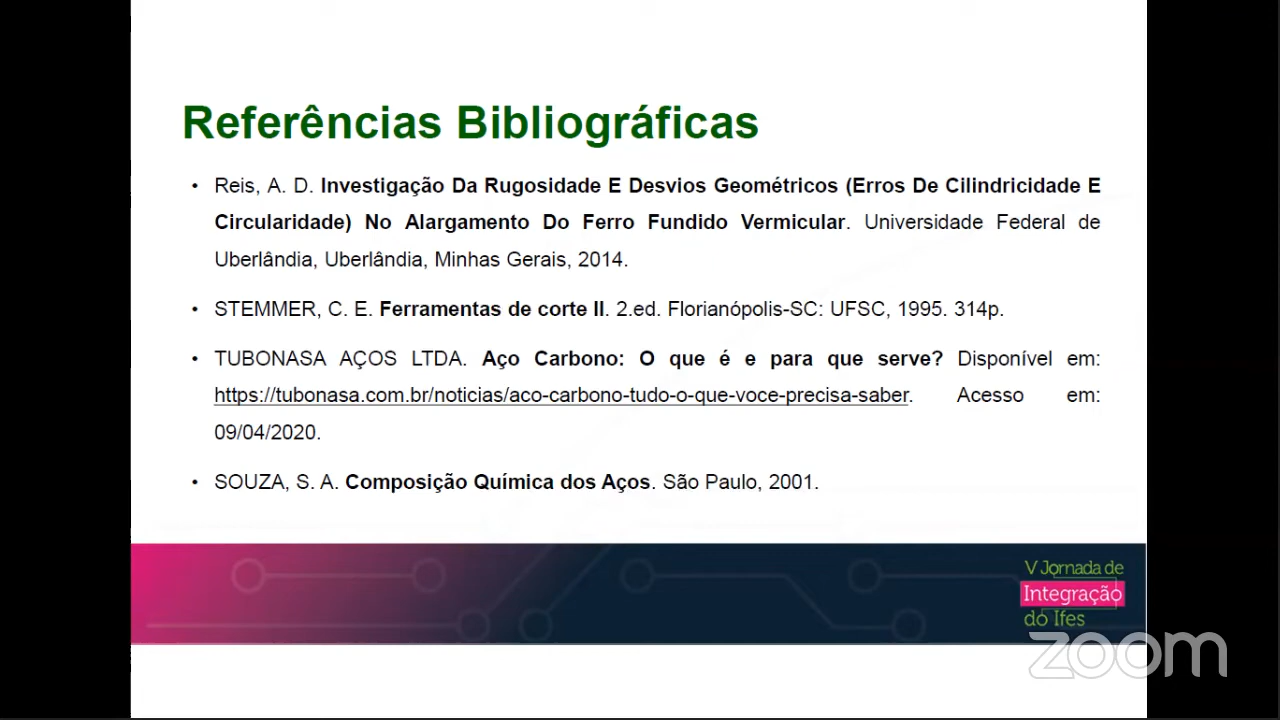 Referências Bibliográficas
• Reis, A. D. Investigação Da Rugosidade E Desvios Geométricos (Erros De Cilindricidade E
Circularidade) No Alargamento Do Ferro Fundido Vermicular. Universidade Federal de
Uberlândia, Uberlândia, Minhas Gerais, 2014.
• STEMMER, C. E. Ferramentas de corte II. 2.ed. Florianópolis-SC: UFSC, 1995. 314p.
• TUBONASA AÇOS LTDA. Aço Carbono: O que é e para que serve? Disponível em:
https://tubonasa.com.br/noticias/aco-carbono-tudo-o-que-voce-precisa-saber. Acesso em:
09/04/2020.
• SOUZA, S. A. Composição Química dos Aços. São Paulo, 2001.
V Jornada de
Integração
do Ifes
zoom